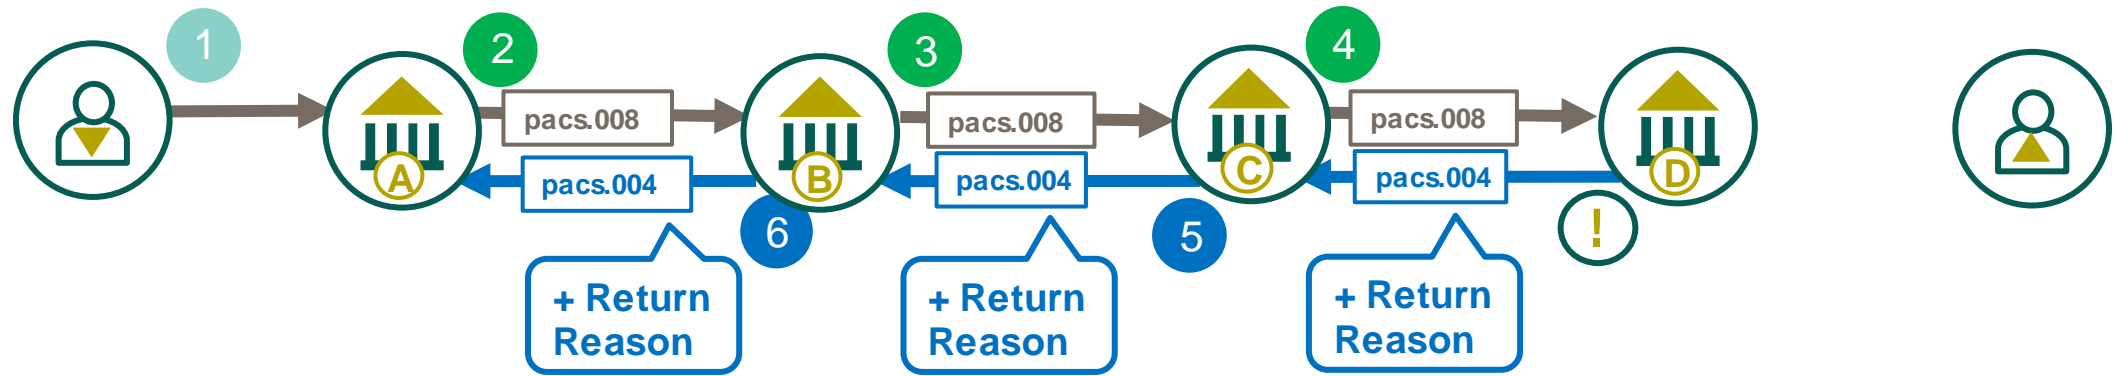 1
2
3
4
pacs.008
pacs.008
pacs.008
A
B
C
D
pacs.004
pacs.004
pacs.004
6
5
!
+ Return
Reason
+ Return
Reason
+ Return
Reason